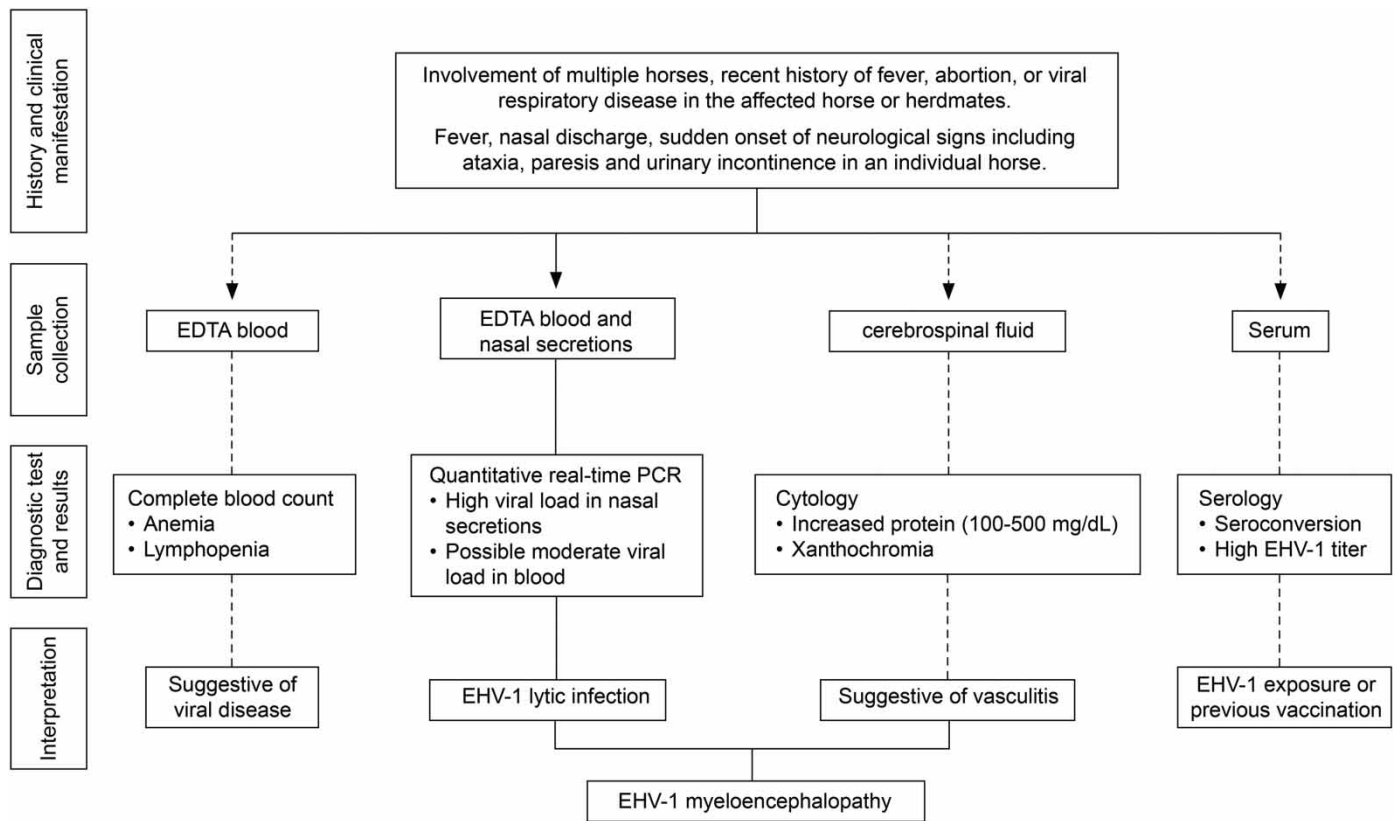 History and clinical
manifestation
Involvement of multiple horses, recent history of fever, abortion, or viral
respiratory disease in the affected horse or herdmates.
Fever, nasal discharge, sudden onset of neurological signs including
ataxia, paresis and urinary incontinence in an individual horse.
Sample
collection
EDTA blood
EDTA blood and
nasal secretions
cerebrospinal fluid
Serum
Diagnostic test
and results
Complete blood count
• Anemia
• Lymphopenia
Quantitative real-time PCR
• High viral load in nasal
secretions
• Possible moderate viral
load in blood
Cytology
• Increased protein (100-500 mg/dL)
• Xanthochromia
Serology
• Seroconversion
• High EHV-1 titer
Interpretation
Suggestive of
viral disease
EHV-1 lytic infection
Suggestive of vasculitis
EHV-1 exposure or
previous vaccination
EHV-1 myeloencephalopathy